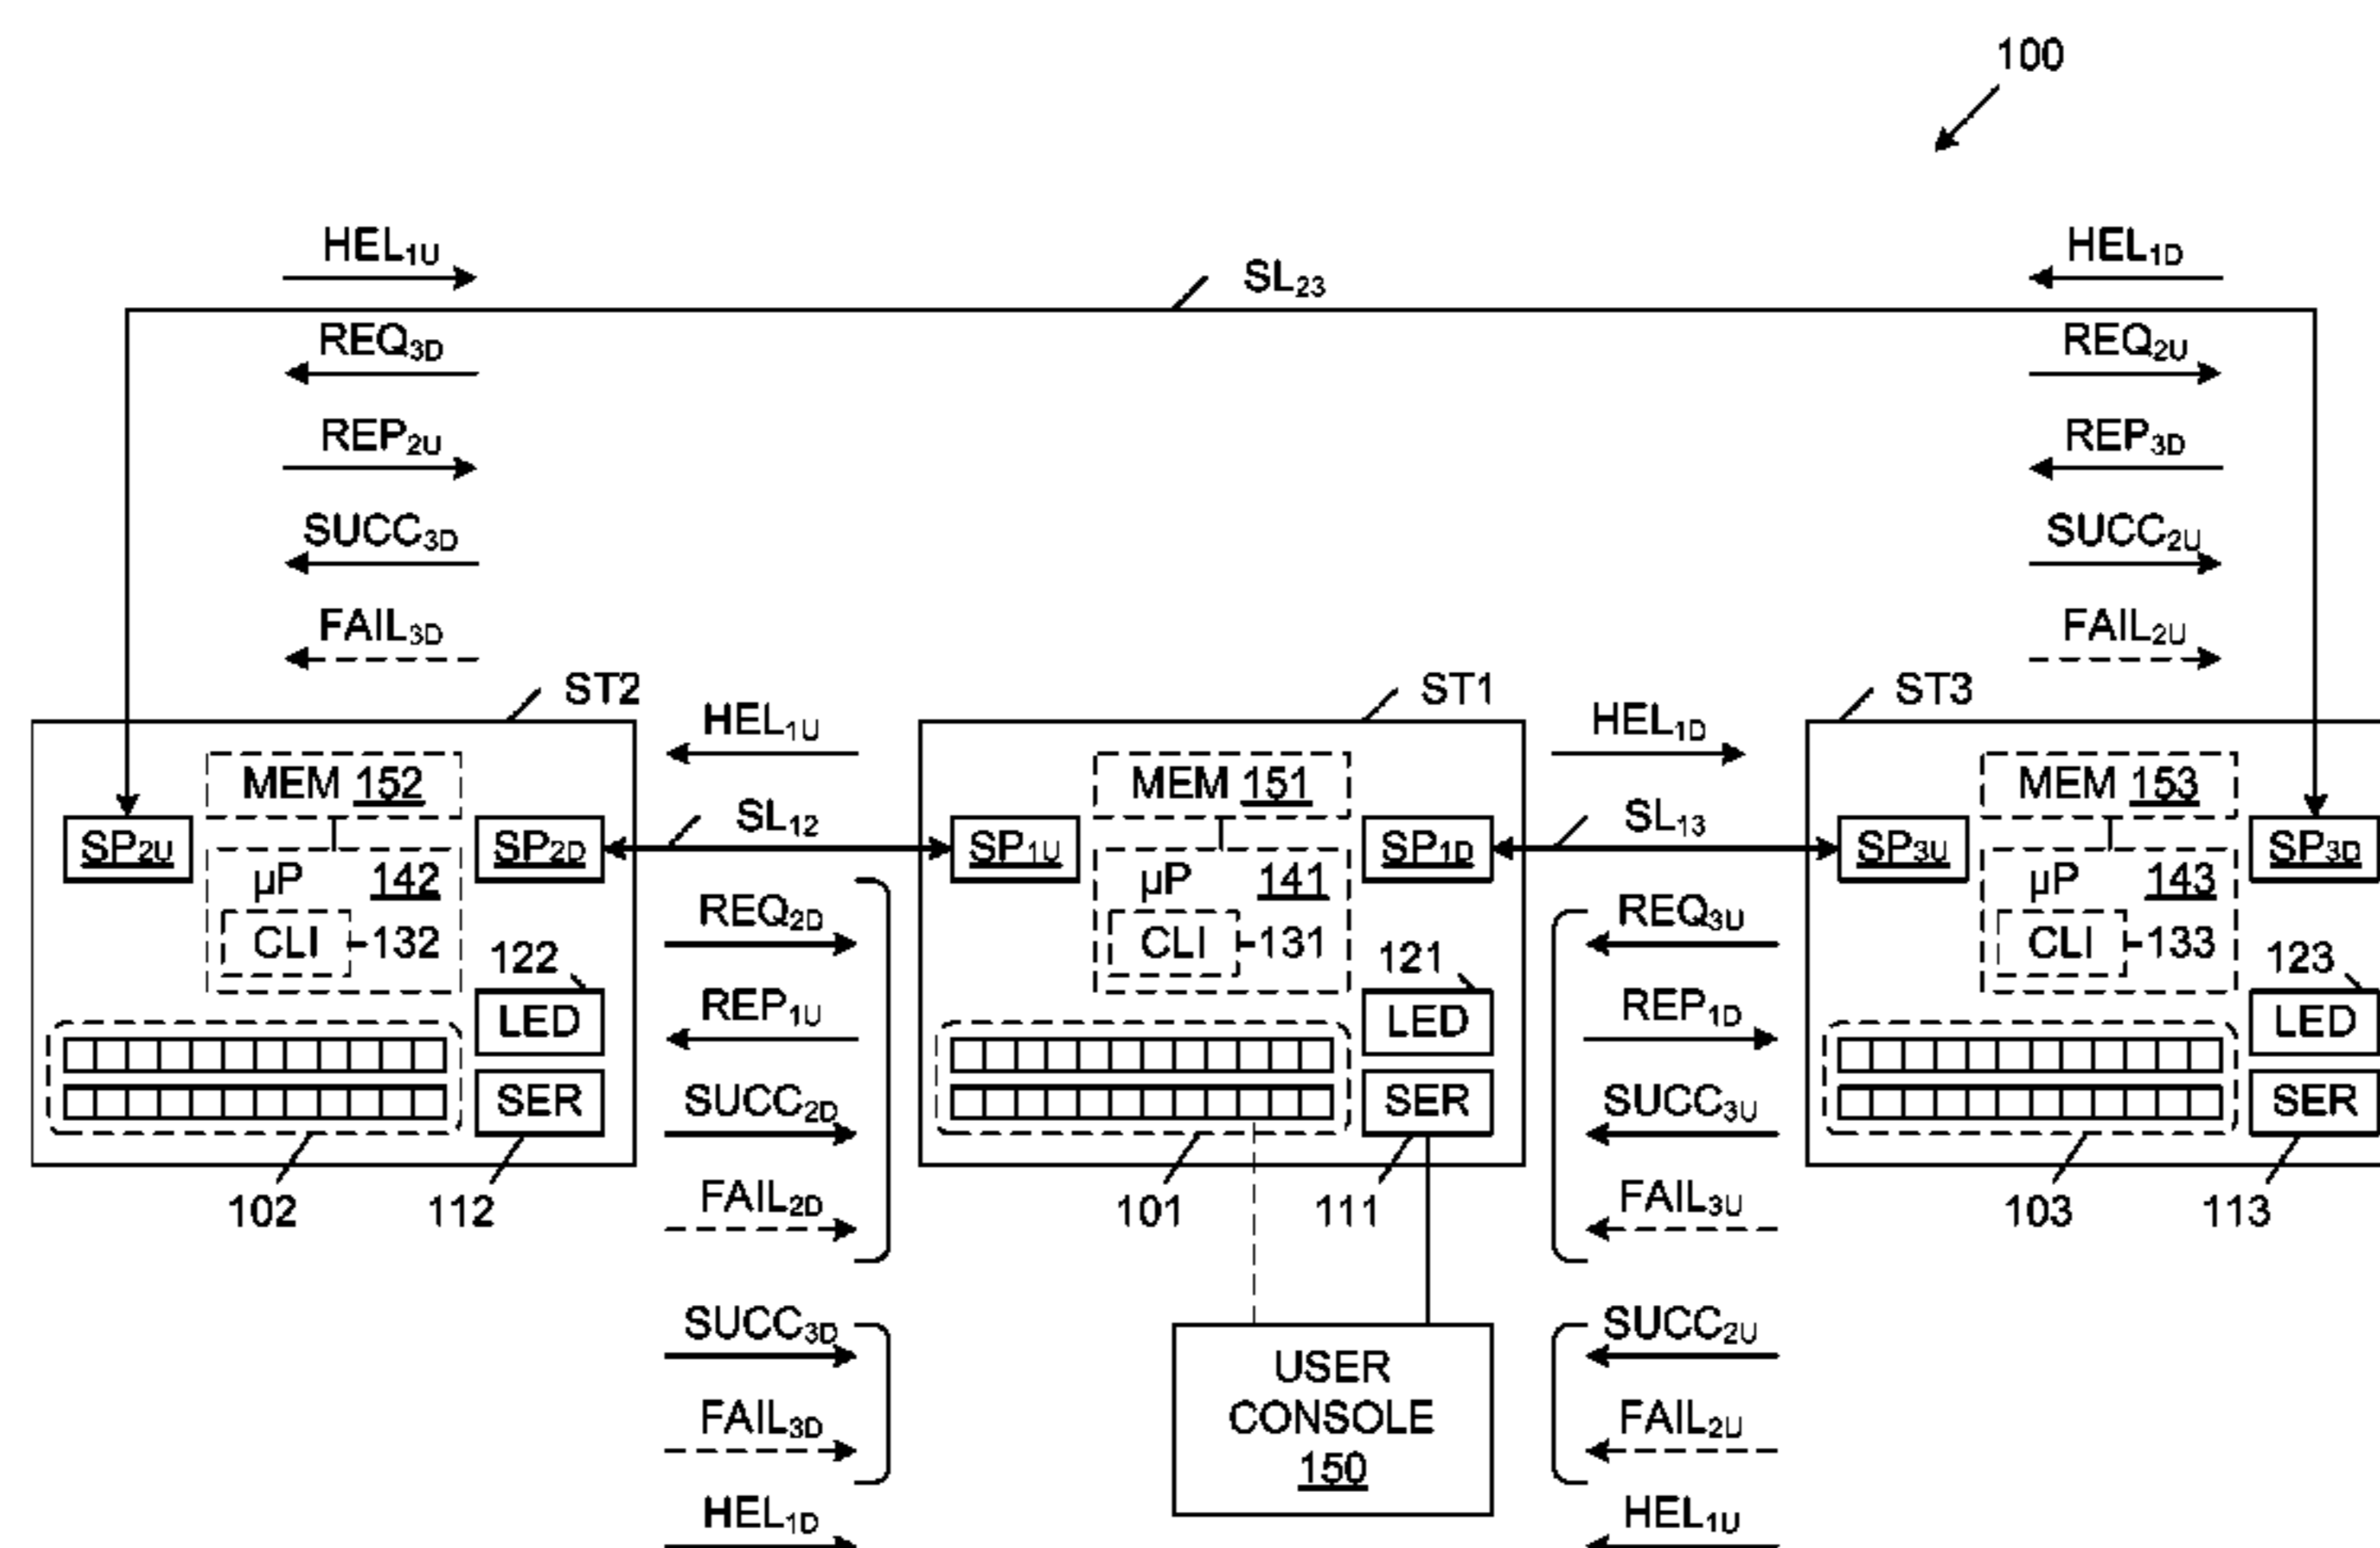 100
HEL1U
SL23
HEL1D
REQ3D
REQ2U
REP2U
REP3D
SUCC3D
SUCC2U
FAIL3D
FAIL2U
ST2
HEL1U
ST1
HEL1D
ST3
MEM 152
MEM 151
MEM 153
SP2U
SP2D
SL12
SP1U
SP1D
SL13
SP3U
SP3D
μP 142
μP 141
μP 143
REQ2D
REQ3U
CLI 132
CLI 131
CLI 133
122
121
123
LED
REP1U
LED
REP1D
LED
SER
SUCC2D
SER
SUCC3U
SER
102
112
FAIL2D
101
111
FAIL3U
103
113
SUCC3D
SUCC2U
USER
CONSOLE
150
FAIL3D
FAIL2U
HEL1D
HEL1U